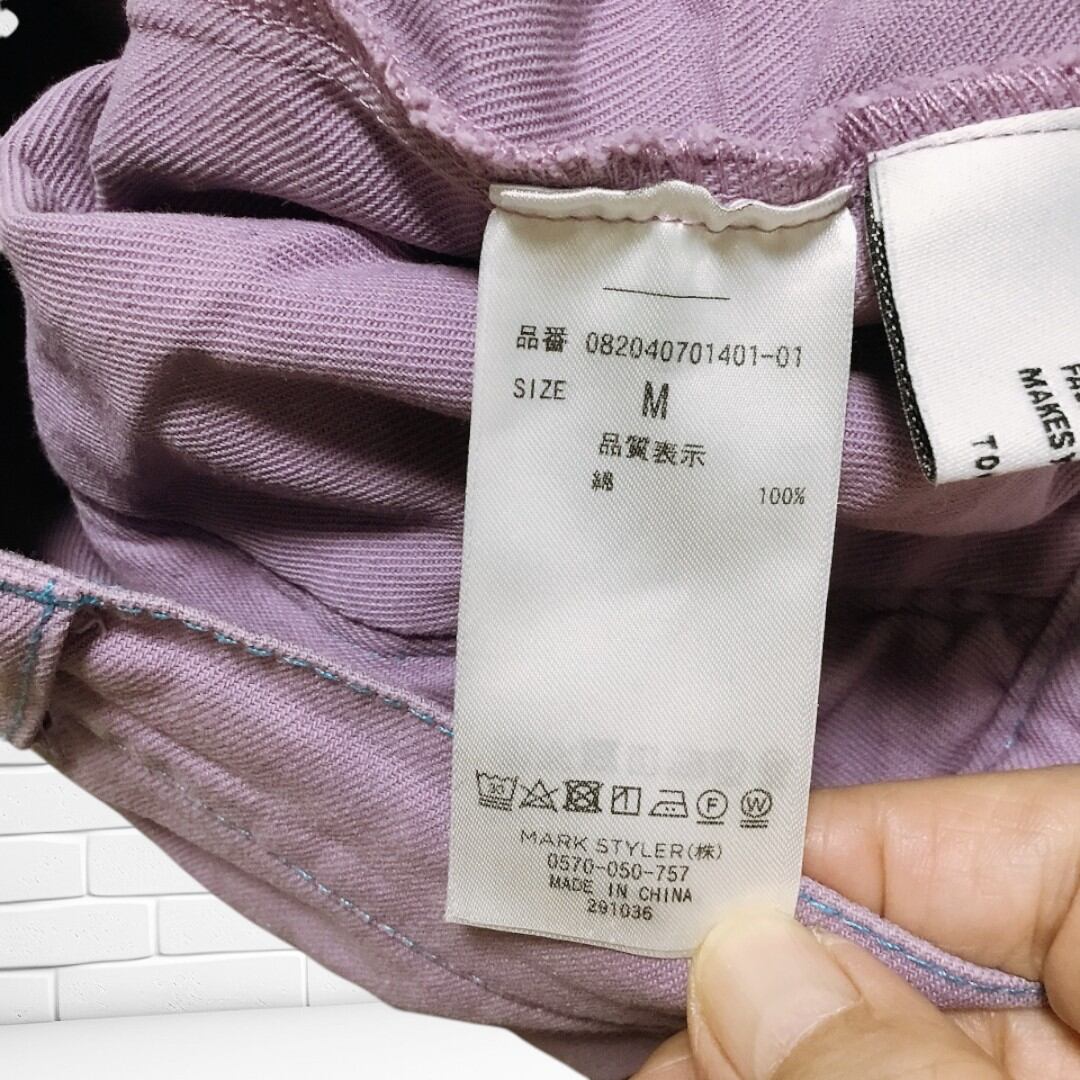 品番 082040701401-01
SIZE M
品質表示
綿 100%
30
F W
MARK STYLER(株)
0570-050-757
MADE IN CHINA
291036
MAKES
TO